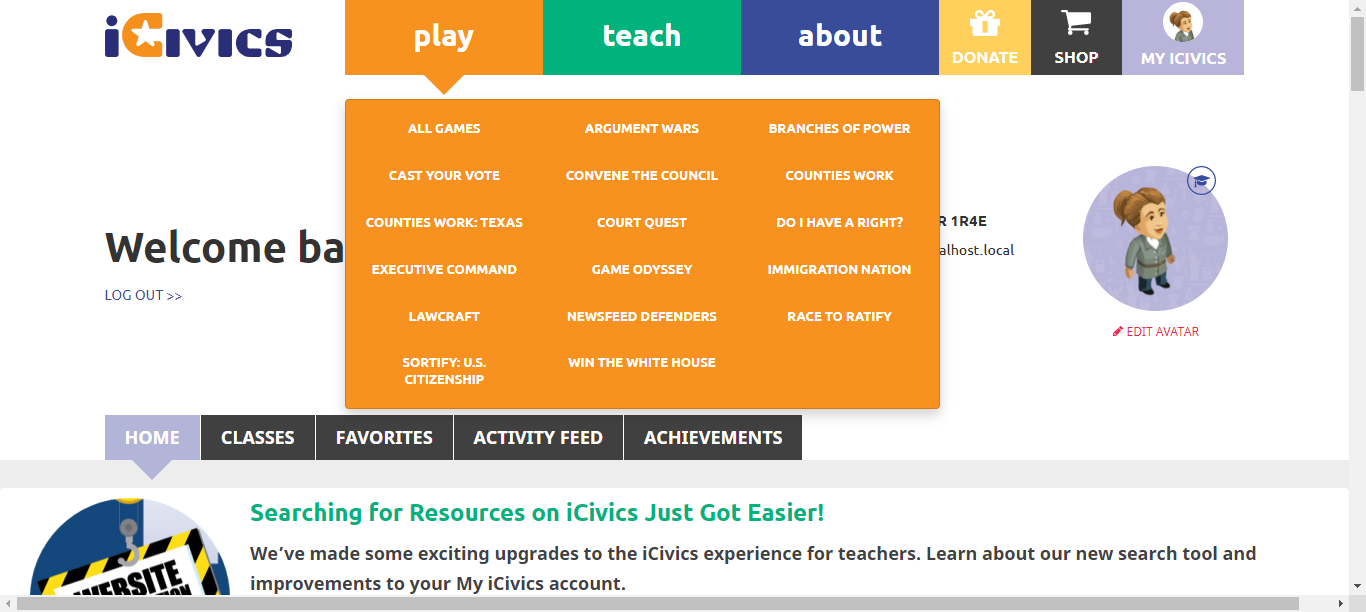 iCivics
play
teach
about
DONATE
SHOP
MY ICIVICS
ALL GAMES
ARGUMENT WARS
BRANCHES OF POWER
CAST YOUR VOTE
CONVENE THE COUNCIL
COUNTIES WORK
COUNTIES WORK: TEXAS
COURT QUEST
DO I HAVE A RIGHT?
EXECUTIVE COMMAND
GAME ODYSSEY
IMMIGRATION NATION
LAWCRAFT
NEWSFEED DEFENDERS
RACE TO RATIFY
SORTIFY: U.S.
CITIZENSHIP
WIN THE WHITE HOUSE
Welcome ba
R 1R4E
alhost.local
LOG OUT >>
EDIT AVATAR
HOME
CLASSES
FAVORITES
ACTIVITY FEED
ACHIEVEMENTS
Searching for Resources on iCivics Just Got Easier!
We’ve made some exciting upgrades to the iCivics experience for teachers. Learn about our new search tool and
improvements to your My iCivics account.